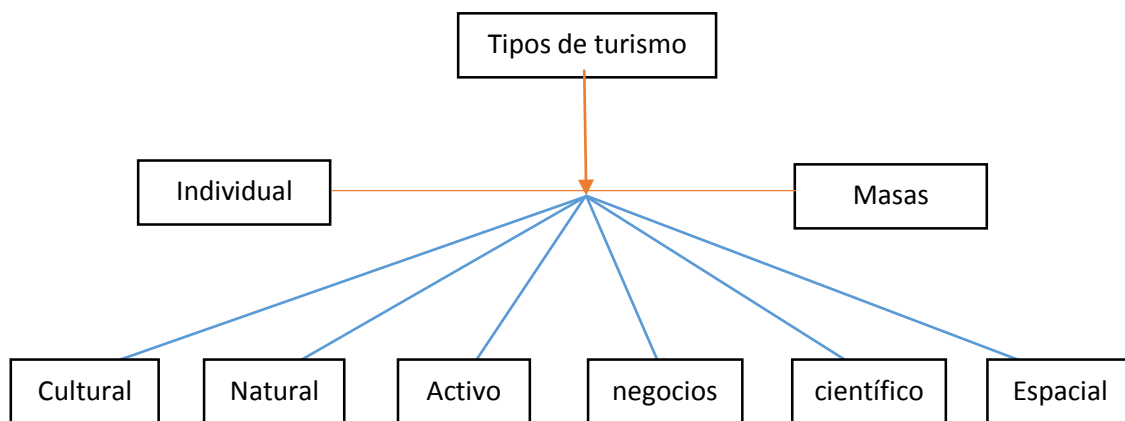 Tipos de turismo
Individual
Masas
Cultural
Natural
Activo
negocios
científico
Espacial